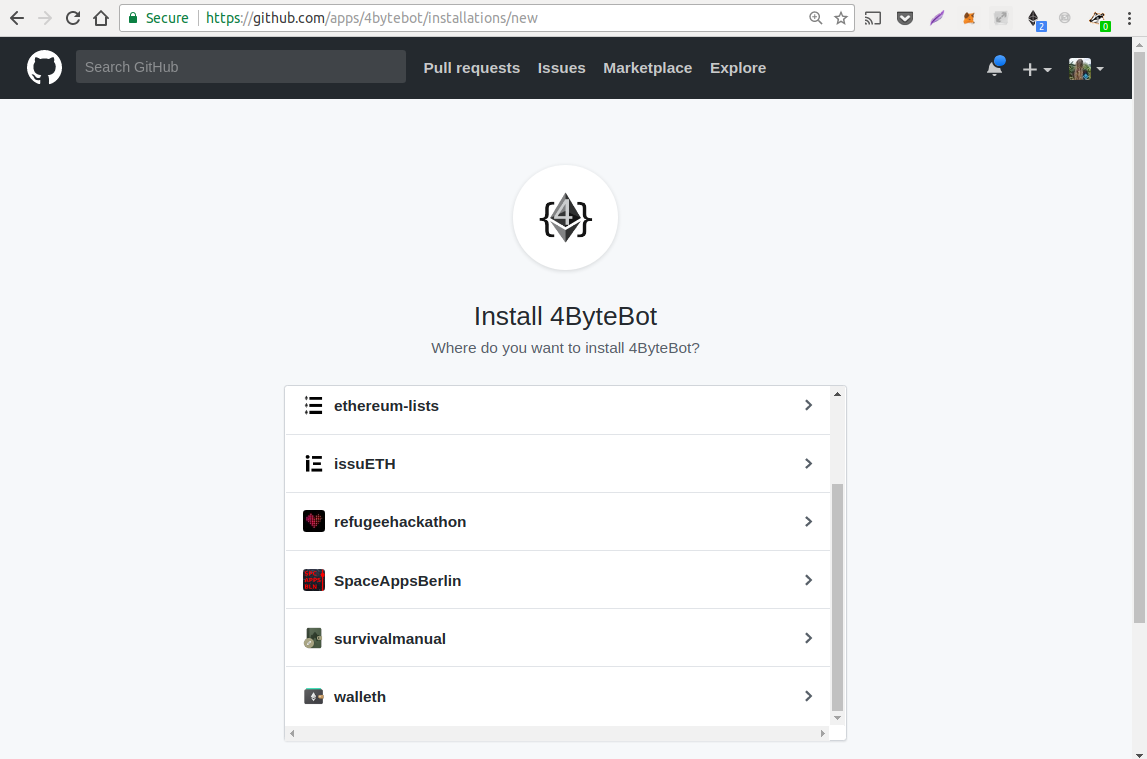 Secure https://github.com/apps/4bytebot/installations/new
2
0
Search GitHub Pull requests Issues Marketplace Explore
4
Install 4ByteBot
Where do you want to install 4ByteBot?
ethereum-lists
issuETH
refugeehackathon
SpaceAppsBerlin
survivalmanual
walleth